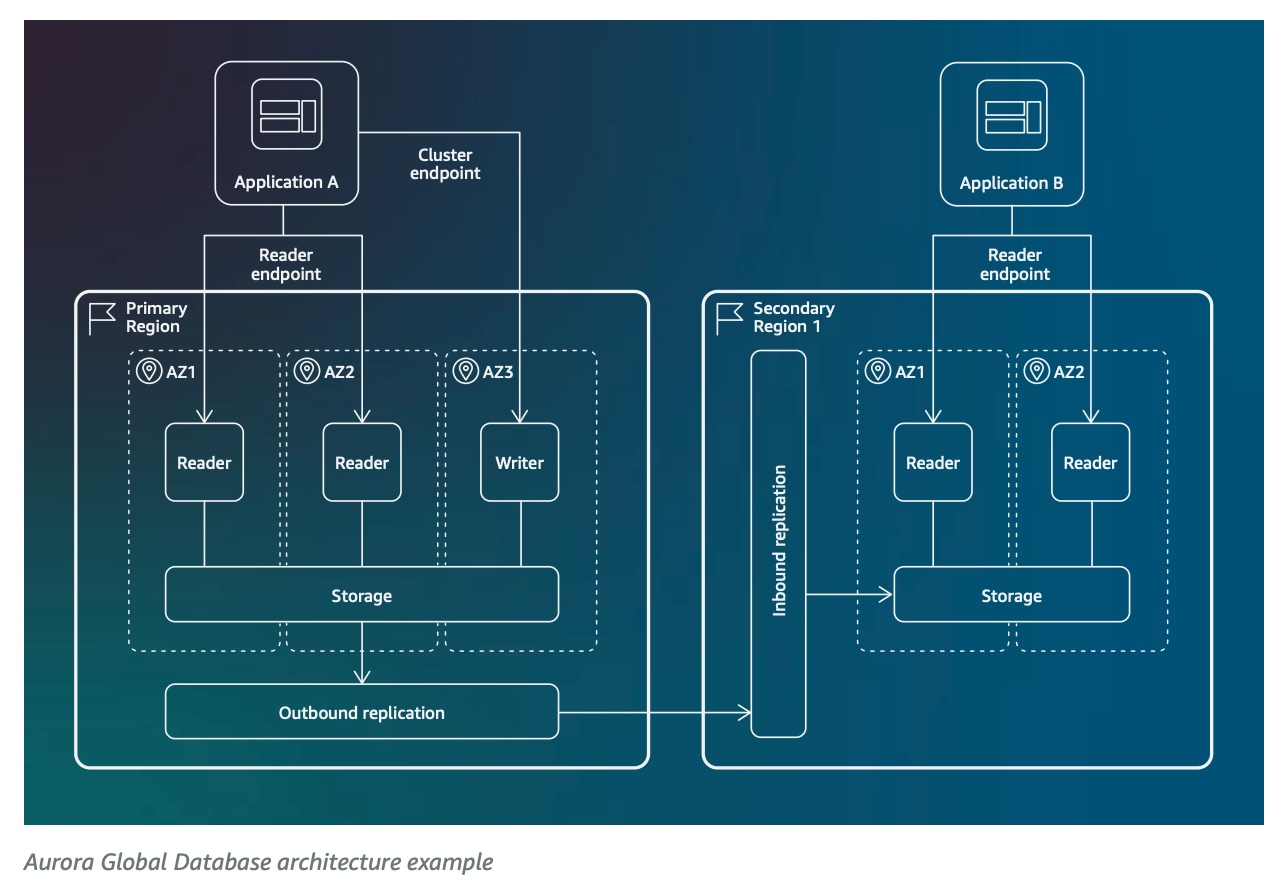 Application A
Cluster
endpoint
Application B
Reader
endpoint
Reader
endpoint
Primary
Region
Secondary
Region 1
AZ1
AZ2
AZ3
AZ1
AZ2
Reader
Reader
Writer
Inbound replication
Reader
Reader
Storage
Storage
Outbound replication
Aurora Global Database architecture example